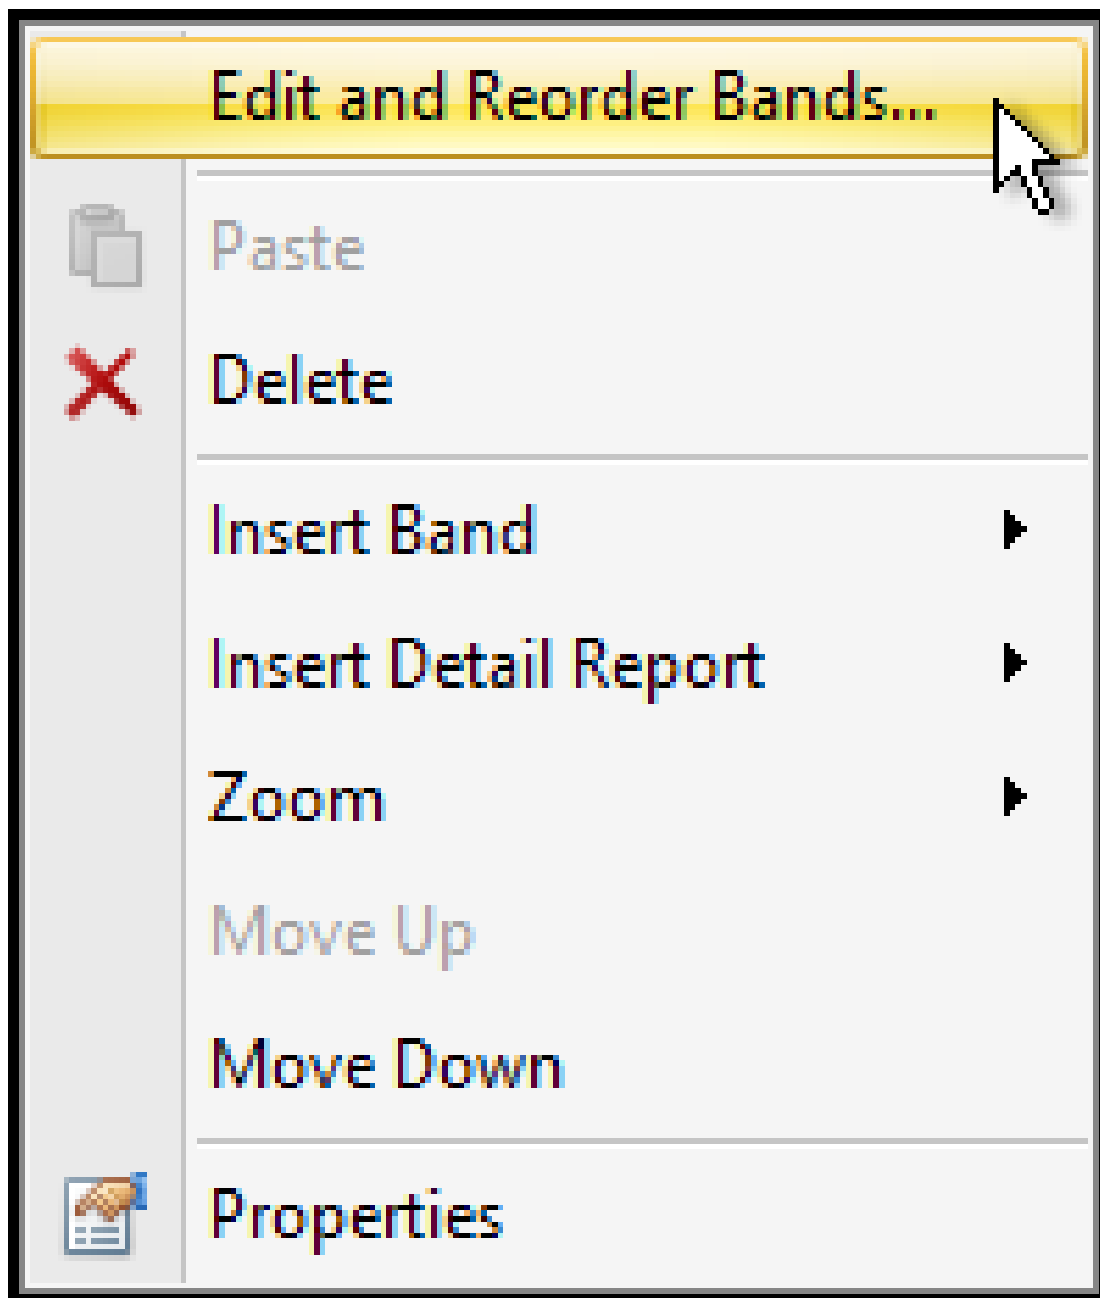 Edit and Reorder Bands...
Paste
Delete
Insert Band
Insert Detail Report
Zoom
Move Up
Move Down
Properties